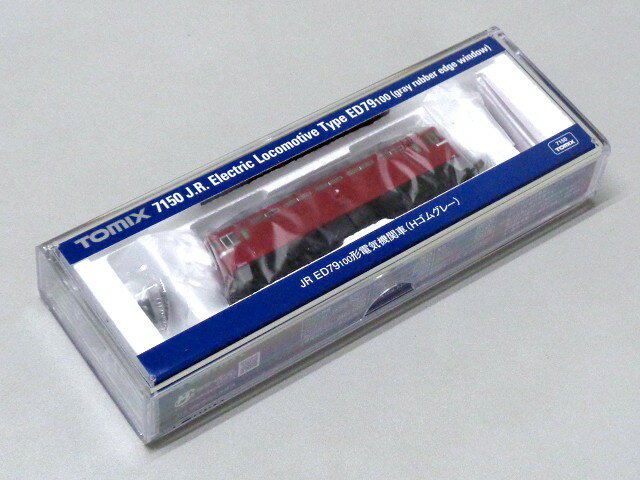 TOMIX 7150 J.R. Electric Locomotive Type ED79100 (gray rubber edge window)
7150
TOMIX
JR ED79100形電気機関車(Hゴムグレー)